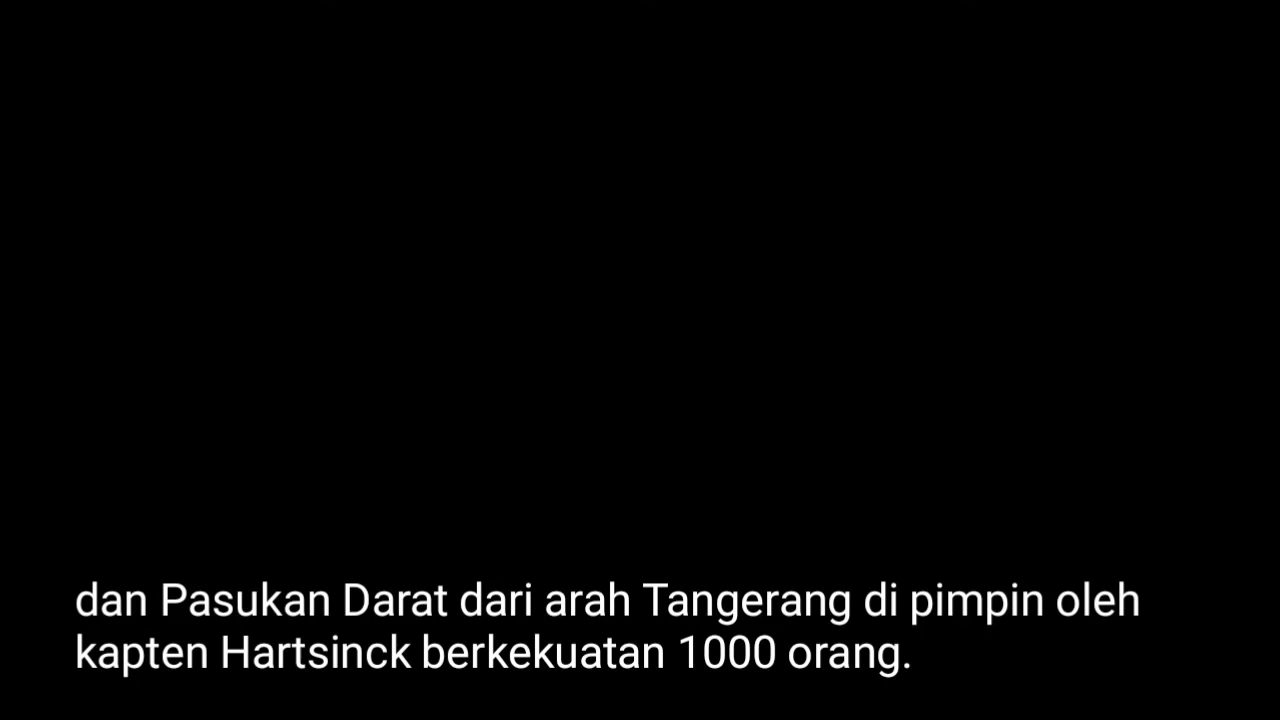 dan Pasukan Darat dari arah Tangerang di pimpin oleh
kapten Hartsinck berkekuatan 1000 orang.